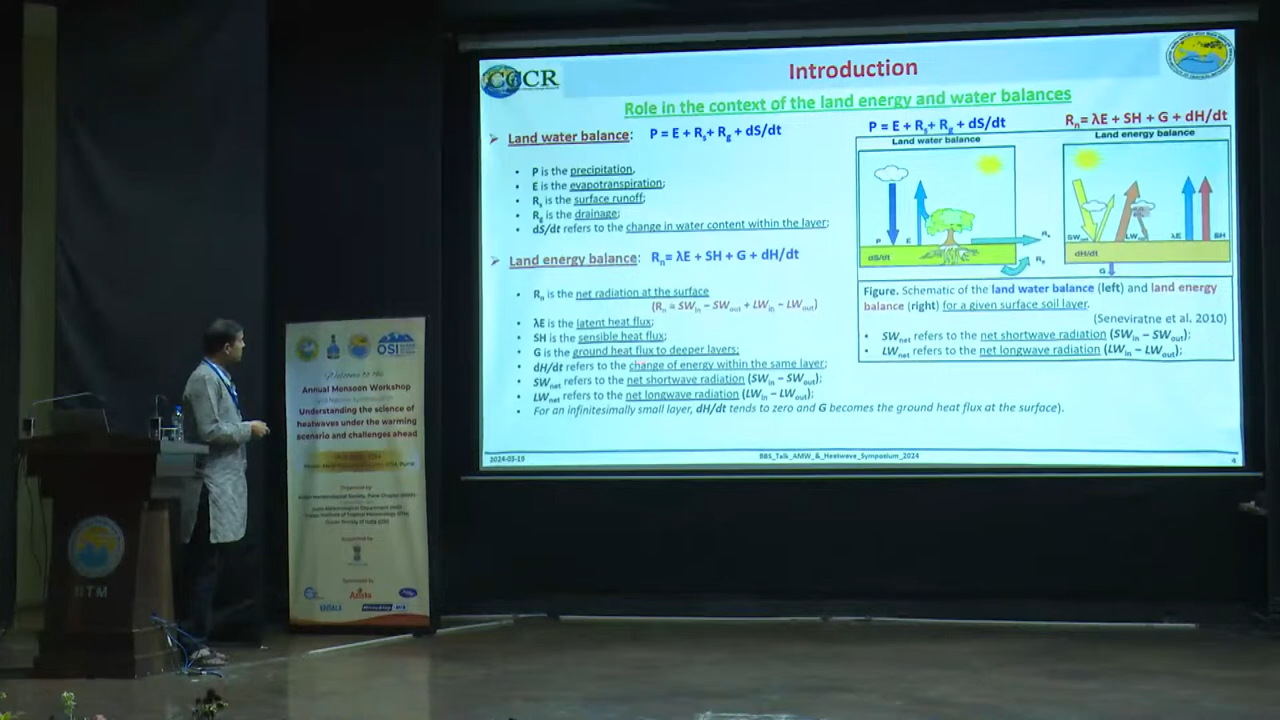 CCCR
Introduction
Role in the context of the land energy and water balances
➢ Land water balance: P = E + Rs+ Rg + dS/dt
• P is the precipitation,
• E is the evapotranspiration;
• Rs is the surface runoff;
• Rg is the drainage;
• dS/dt refers to the change in water content within the layer;
➢ Land energy balance: Rn= λE + SH + G + dH/dt
• Rn is the net radiation at the surface
(Rn = SWin − SWout + LWin − LWout)
• λE is the latent heat flux;
• SH is the sensible heat flux;
• G is the ground heat flux to deeper layers;
• dH/dt refers to the change of energy within the same layer;
• SWnet refers to the net shortwave radiation (SWin − SWout);
• LWnet refers to the net longwave radiation (LWin − LWout);
• For an infinitesimally small layer, dH/dt tends to zero and G becomes the ground heat flux at the surface).
P = E + Rs+ Rg + dS/dt
Land water balance
P
E
Rs
dS/dt
Rg
Rn= λE + SH + G + dH/dt
Land energy balance
SWnet
LWnet
λE
SH
dH/dt
G
Figure. Schematic of the land water balance (left) and land energy
balance (right) for a given surface soil layer.
(Seneviratne et al. 2010)
• SWnet refers to the net shortwave radiation (SWin − SWout);
• LWnet refers to the net longwave radiation (LWin − LWout);
2024-03-19
BBS_Talk_AMW_&_Heatwave_Symposium_2024
4
OSI
Welcome to the
Annual Monsoon Workshop
Understanding the science of
heatwaves under the warming
scenario and challenges ahead
Organized by
Supported by
Sponsored by
Azista
IITM